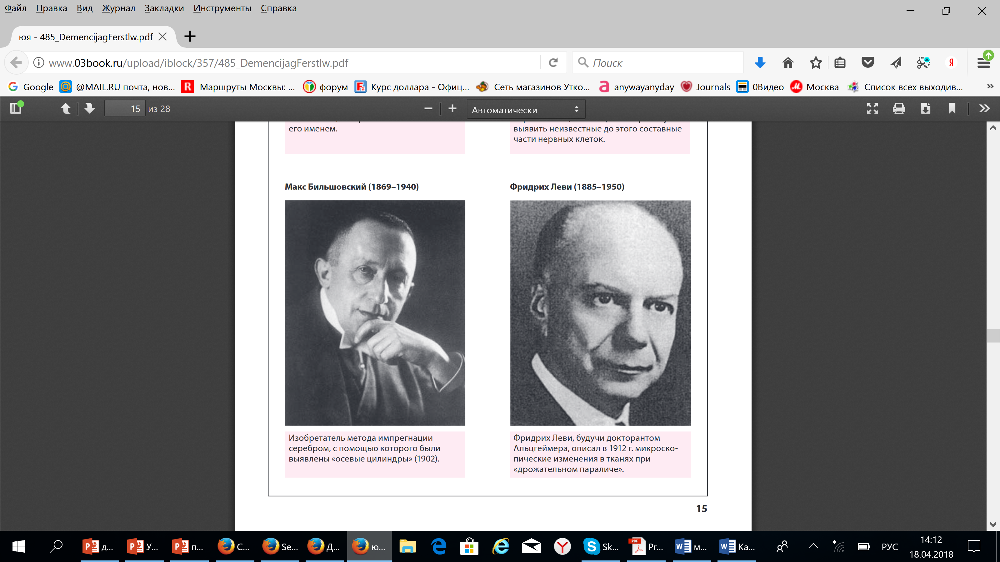 Файл Правка Вид Журнал Закладки Инструменты Справка
юя - 485_DemencijagFerstlw.pdf
www.03book.ru/upload/iblock/357/485_DemencijagFerstlw.pdf
Поиск
Google @MAIL.RU почта, нов... Маршруты Москвы: ... форум Курс доллара - Офиц... Сеть магазинов Утко... anywayanyday Journals 0Видео Москва Список всех выходив...
15 из 28
Автоматически
его именем.
выявить неизвестные до этого составные
части нервных клеток.
Макс Бильшовский (1869–1940)
Фридрих Леви (1885–1950)
Изобретатель метода импрегнации
серебром, с помощью которого были
выявлены «осевые цилиндры» (1902).
Фридрих Леви, будучи докторантом
Альцгеймера, описал в 1912 г. микроско-
пические изменения в тканях при
«дрожательном параличе».
15
д... У... п... С... Se... Д... ю... Sk... Pr... м... Ка... РУС
14:12
18.04.2018